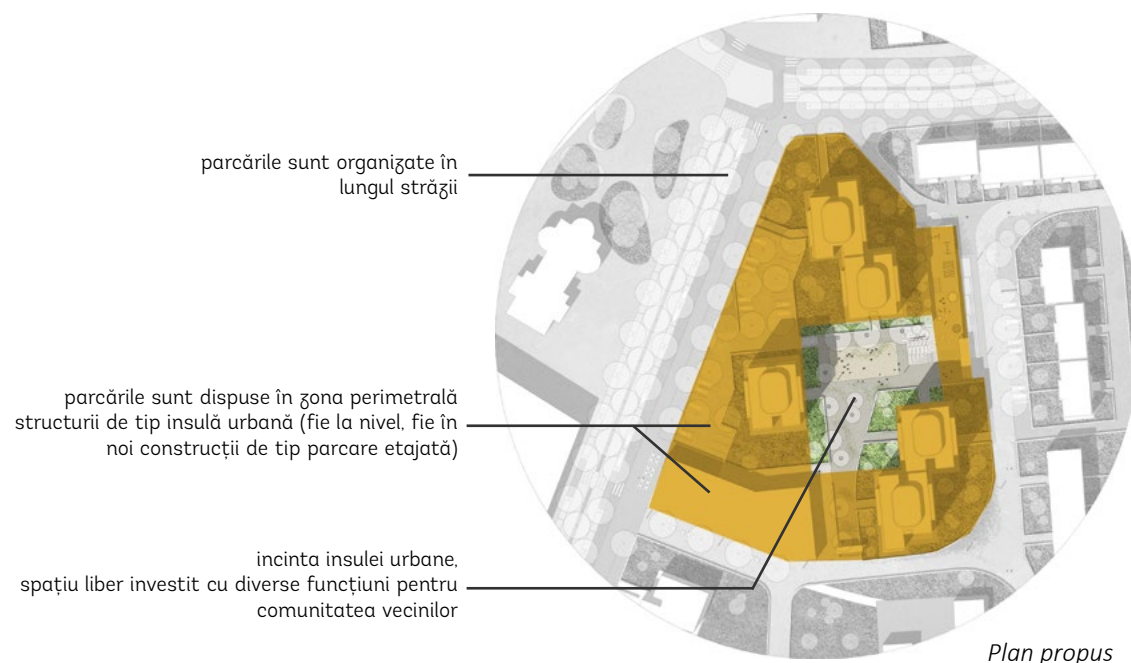 parcările sunt organizate în
lungul străzii
parcările sunt dispuse în zona perimetrală
structurii de tip insulă urbană (fie la nivel, fie în
noi construcții de tip parcare etajată)
incinta insulei urbane,
spațiu liber investit cu diverse funcțiuni pentru
comunitatea vecinilor
Plan propus